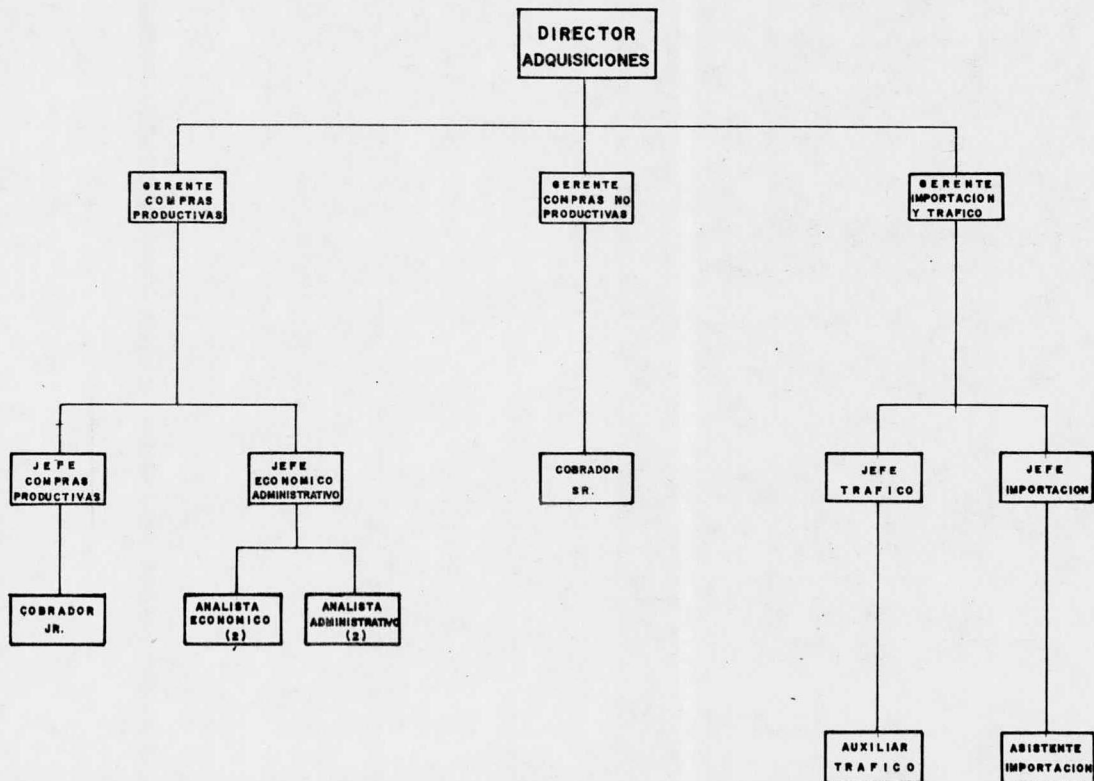 DIRECTOR
ADQUISICIONES
GERENTE
COMPRAS
PRODUCTIVAS
GERENTE
COMPRAS NO
PRODUCTIVAS
GERENTE
IMPORTACION
Y TRAFICO
JEFE
COMPRAS
PRODUCTIVAS
JEFE
ECONOMICO
ADMINISTRATIVO
COBRADOR
SR.
JEFE
TRAFICO
JEFE
IMPORTACION
COBRADOR
JR.
ANALISTA
ECONOMICO
(2)
ANALISTA
ADMINISTRATIVO
(2)
AUXILIAR
TRAFICO
ASISTENTE
IMPORTACION